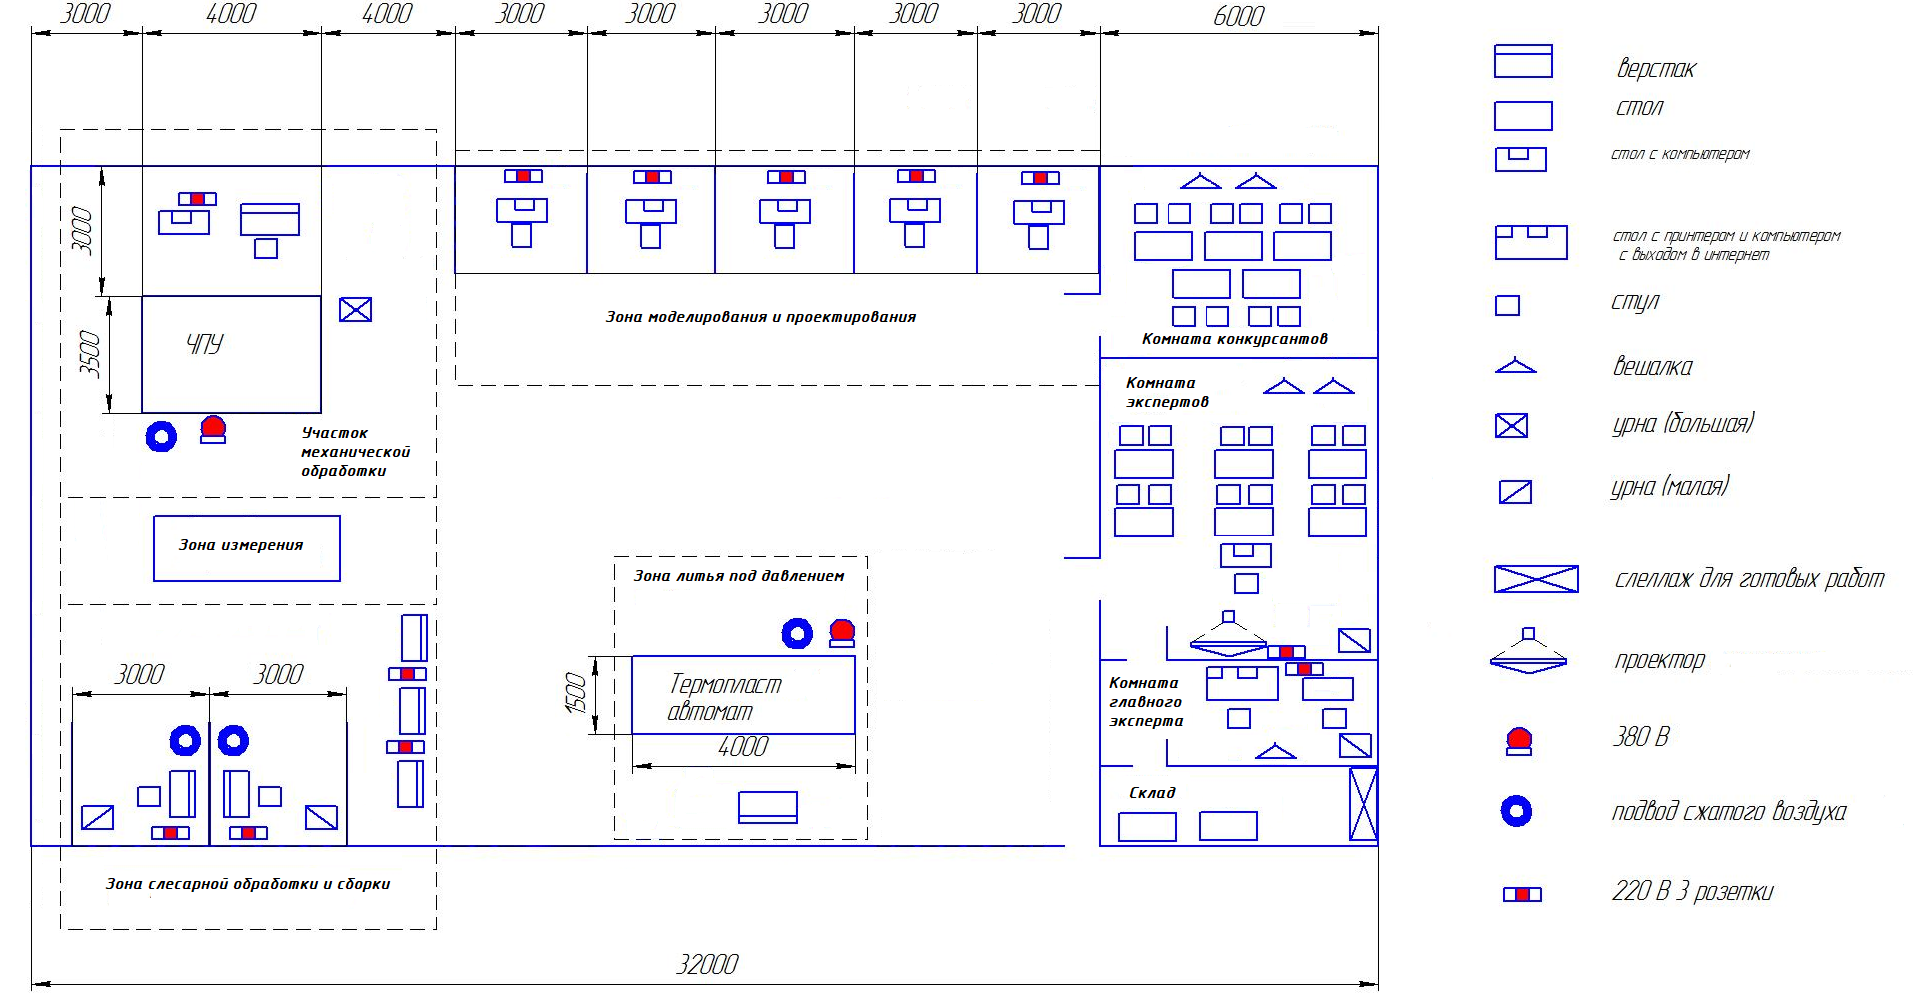 3000 4000 4000 3000 3000 3000 3000 3000 6000
3000
3500
ЧПУ
Участок
механической
обработки
Зона измерения
3000 3000
Зона слесарной обработки и сборки
Зона моделирования и проектирования
Зона литья под давлением
1500
Термопласт
автомат
4000
Комната конкурсантов
Комната
экспертов
Комната
главного
эксперта
Склад
32000
верстак
стол
стол с компьютером
стол с принтером и компьютером
с выходом в интернет
стул
вешалка
урна (большая)
урна (малая)
слеллаж для готовых работ
проектор
380 В
подвод сжатого воздуха
220 В 3 розетки